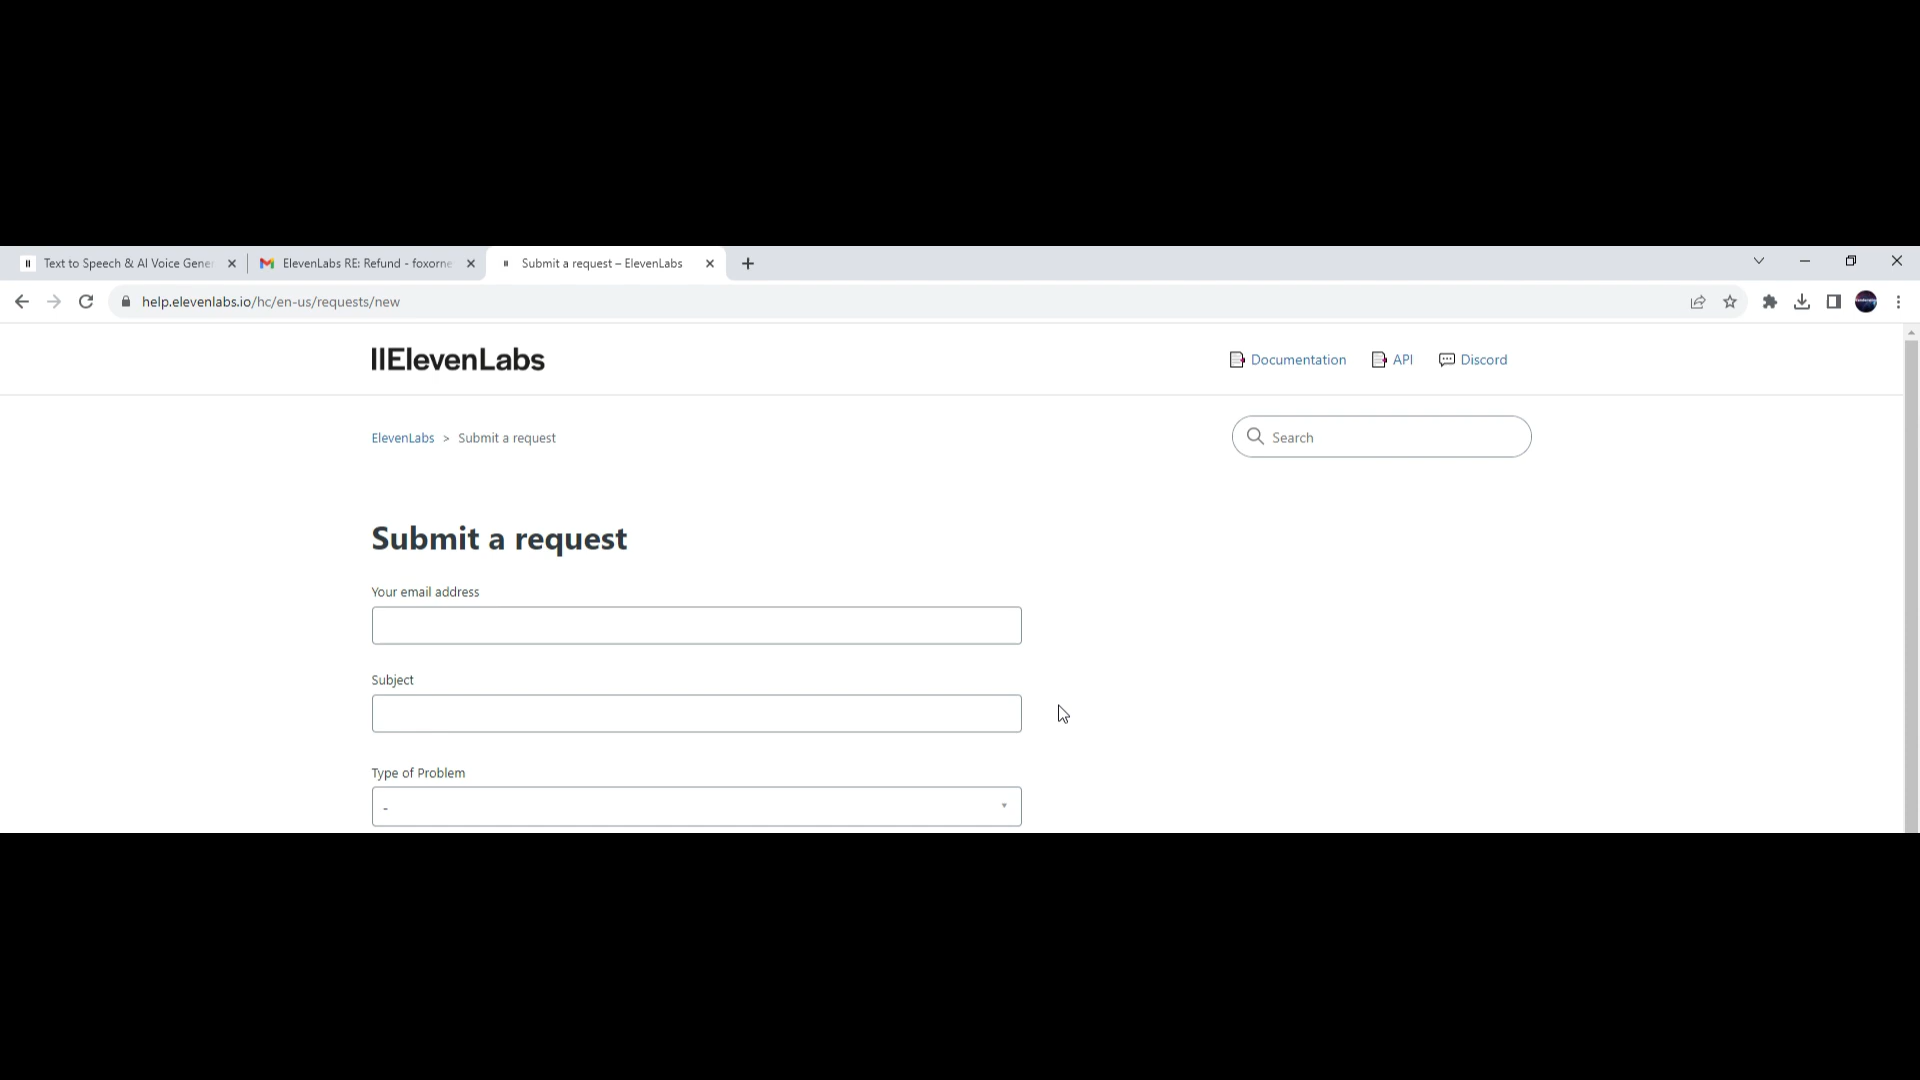 Text to Speech & AI Voice Gene
ElevenLabs RE: Refund - foxorne
Submit a request – ElevenLabs
help.elevenlabs.io/hc/en-us/requests/new
IIElevenLabs
Documentation
API
Discord
ElevenLabs > Submit a request
Search
Submit a request
Your email address
Subject
Type of Problem
-